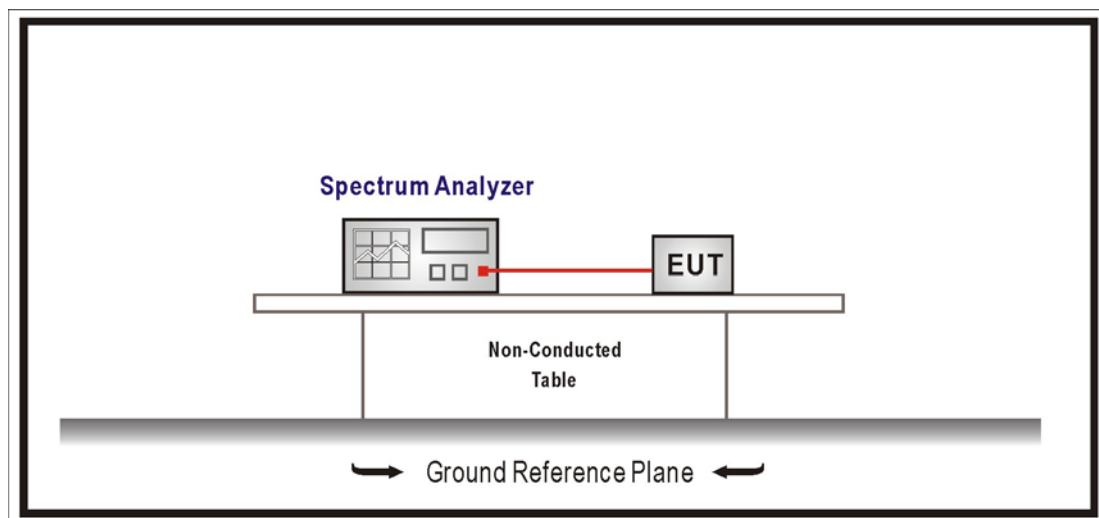 Spectrum Analyzer
EUT
Non-Conducted
Table
Ground Reference Plane